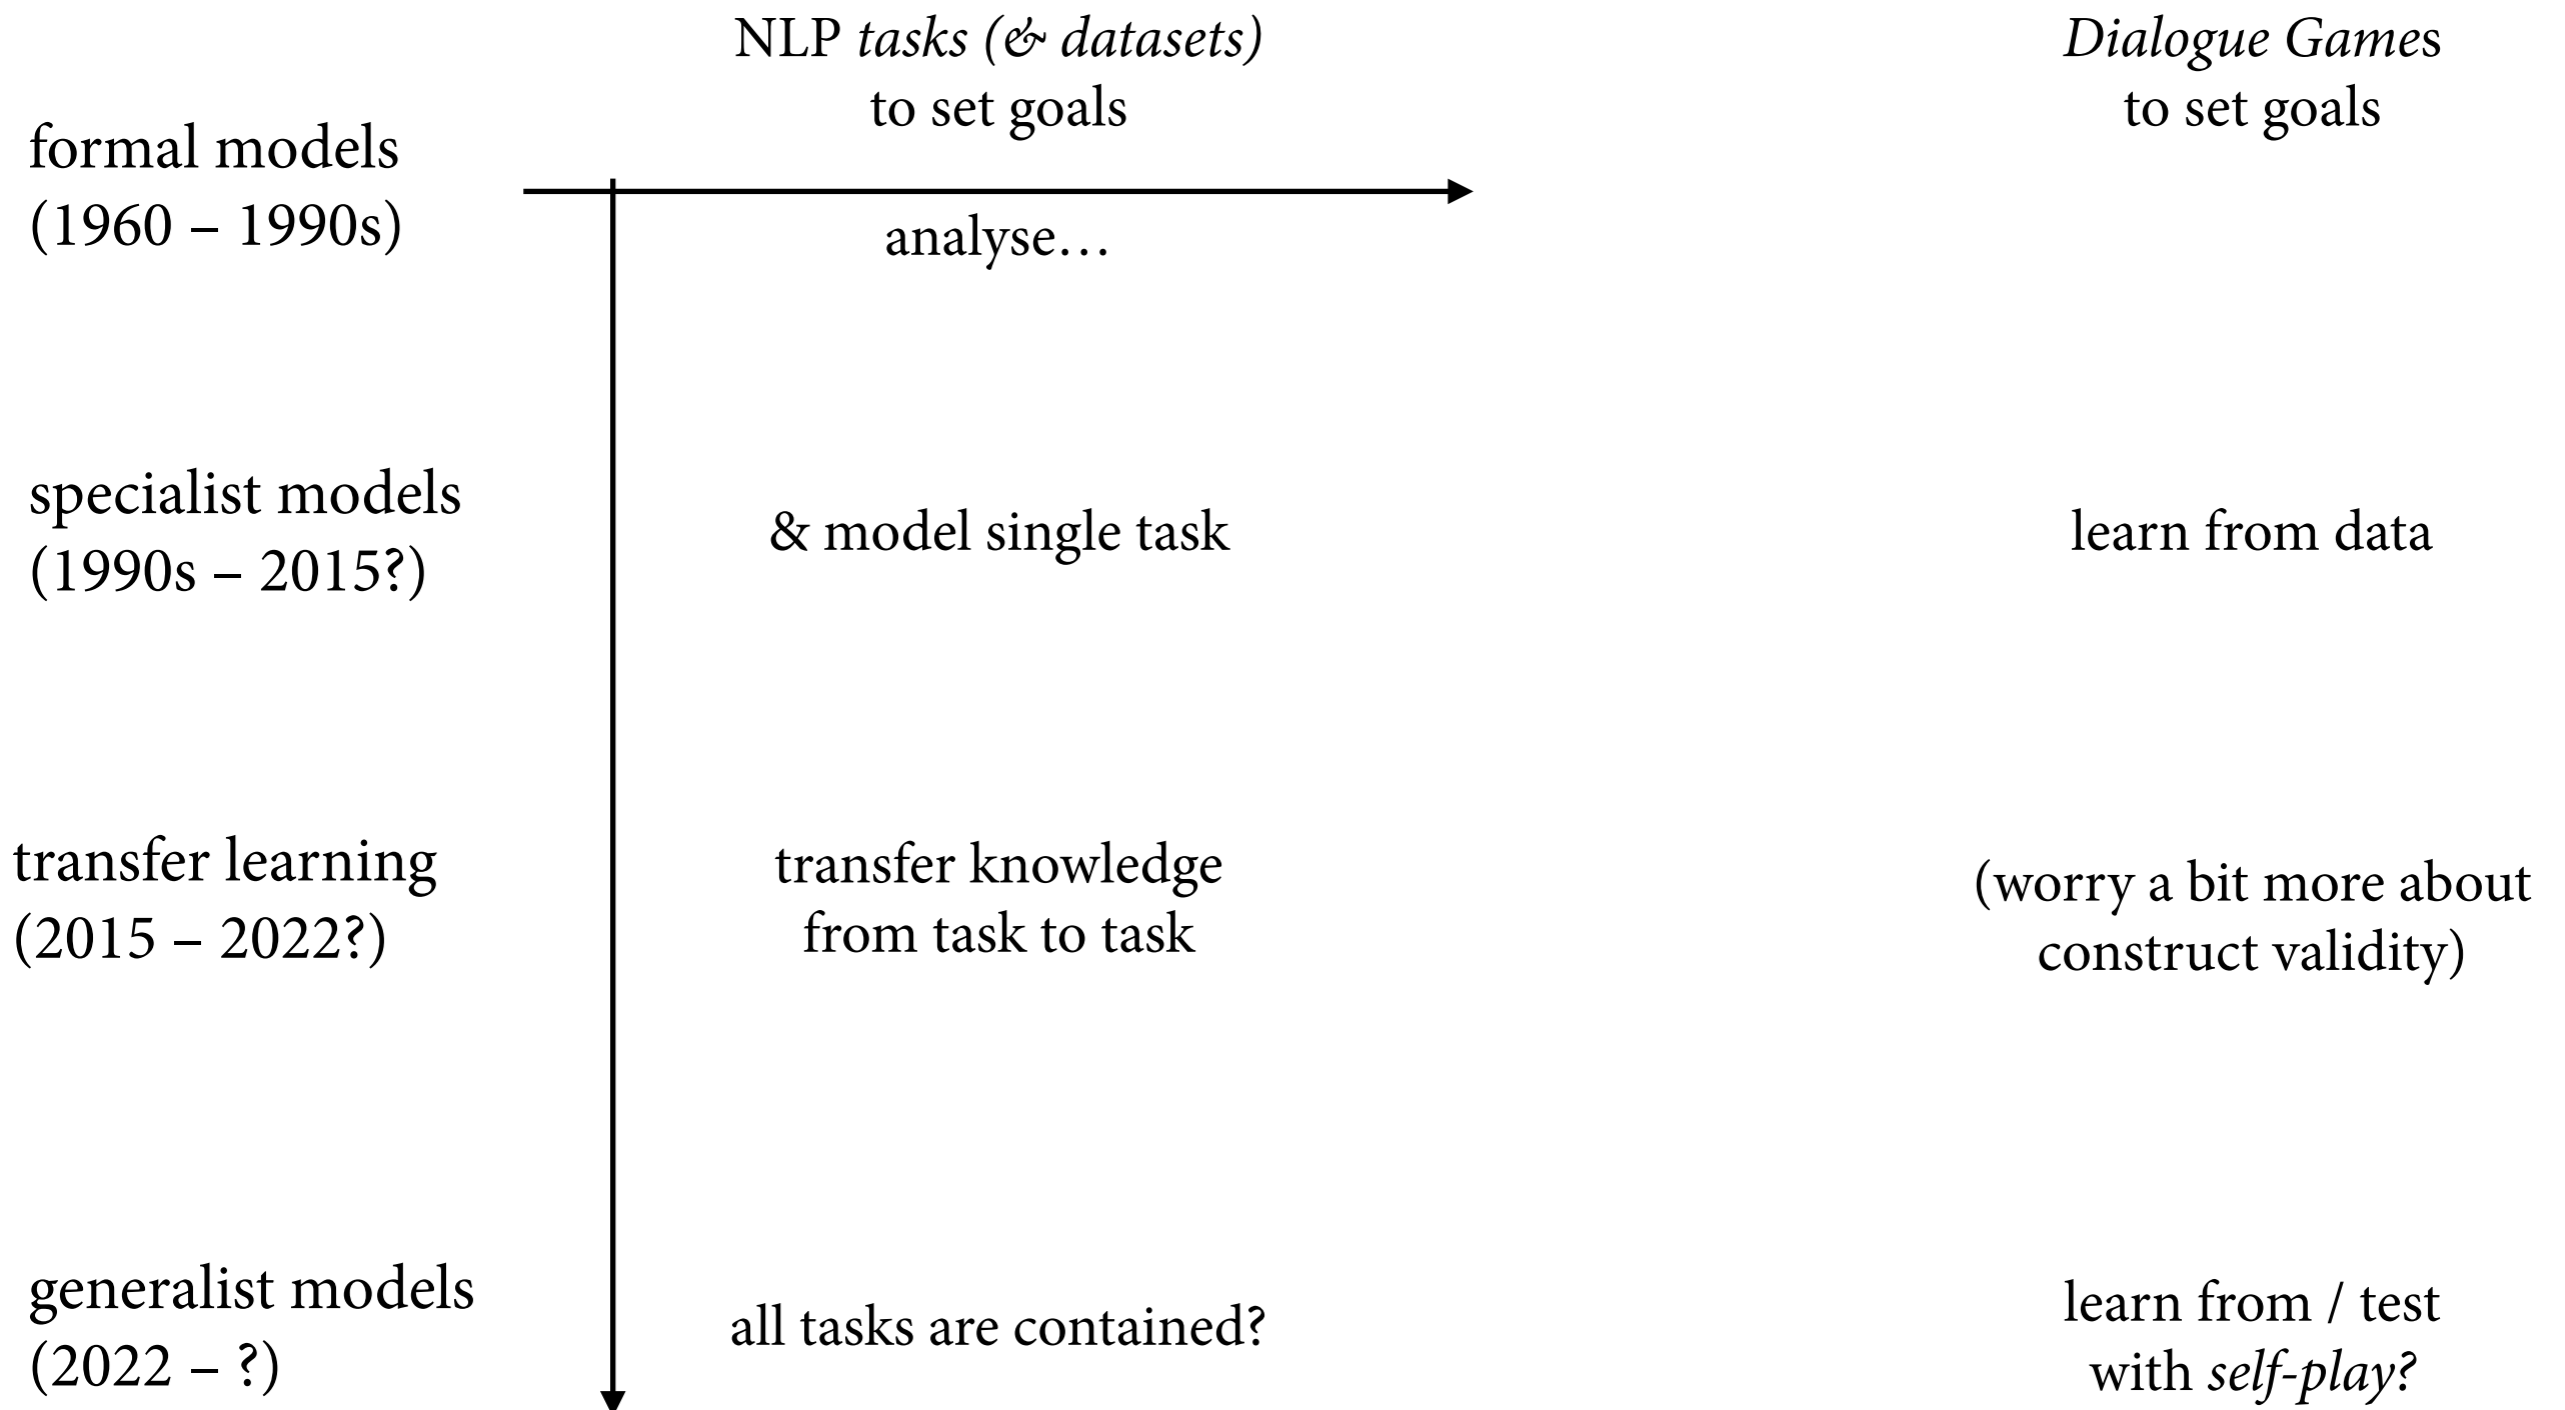 NLP tasks (& datasets)
to set goals
Dialogue Games
to set goals
formal models
(1960 – 1990s)
analyse…
specialist models
(1990s – 2015?)
& model single task
learn from data
transfer learning
(2015 – 2022?)
transfer knowledge
from task to task
(worry a bit more about
construct validity)
generalist models
(2022 – ?)
all tasks are contained?
learn from / test
with self-play?